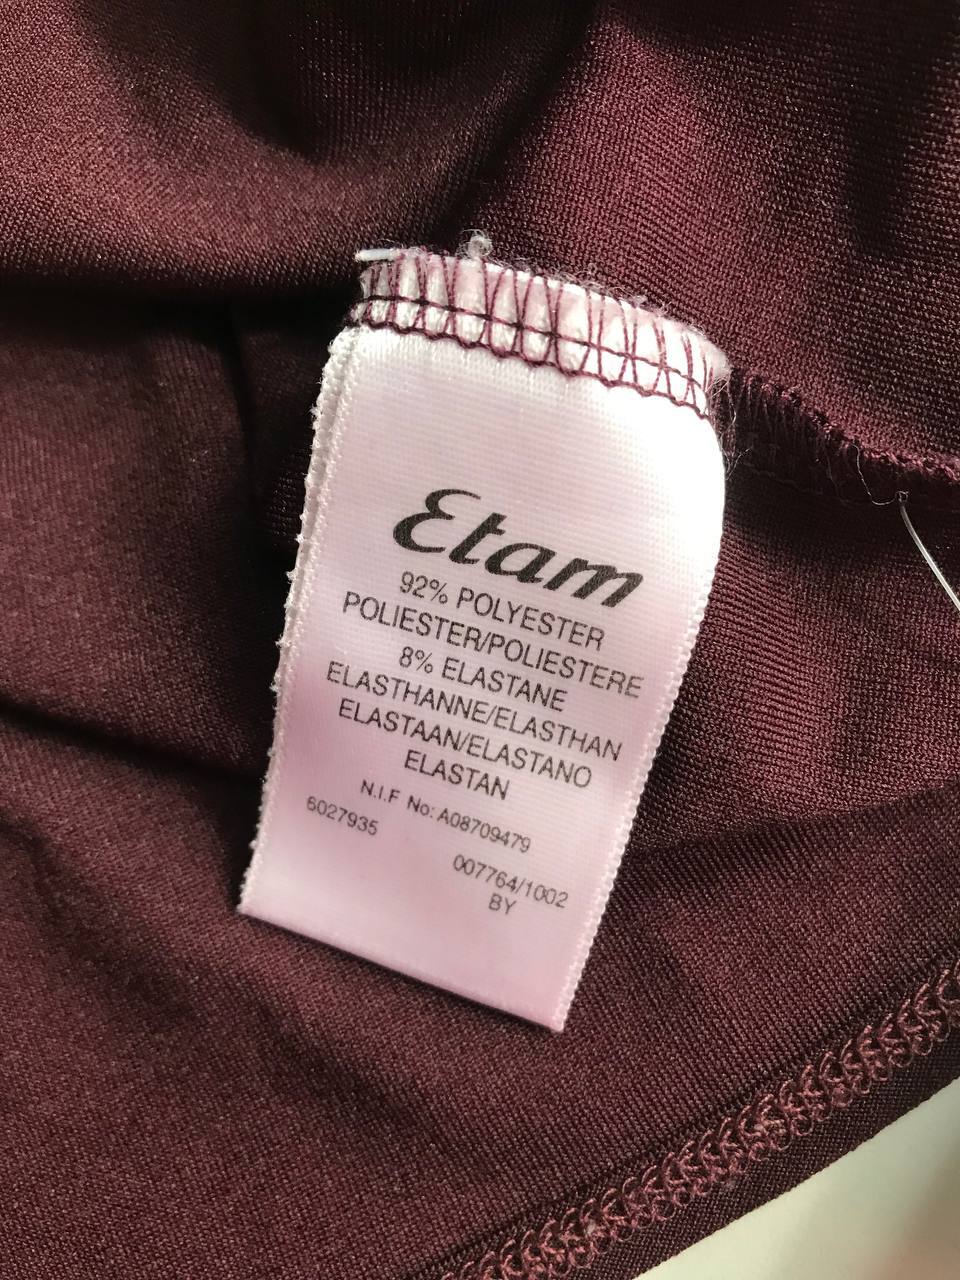 Etam
92% POLYESTER
POLIESTER/POLIESTERE
8% ELASTANE
ELASTHANNE/ELASTHAN
ELASTAAN/ELASTANO
ELASTAN
N.I.F No: A08709479
6027935
007764/1002
BY